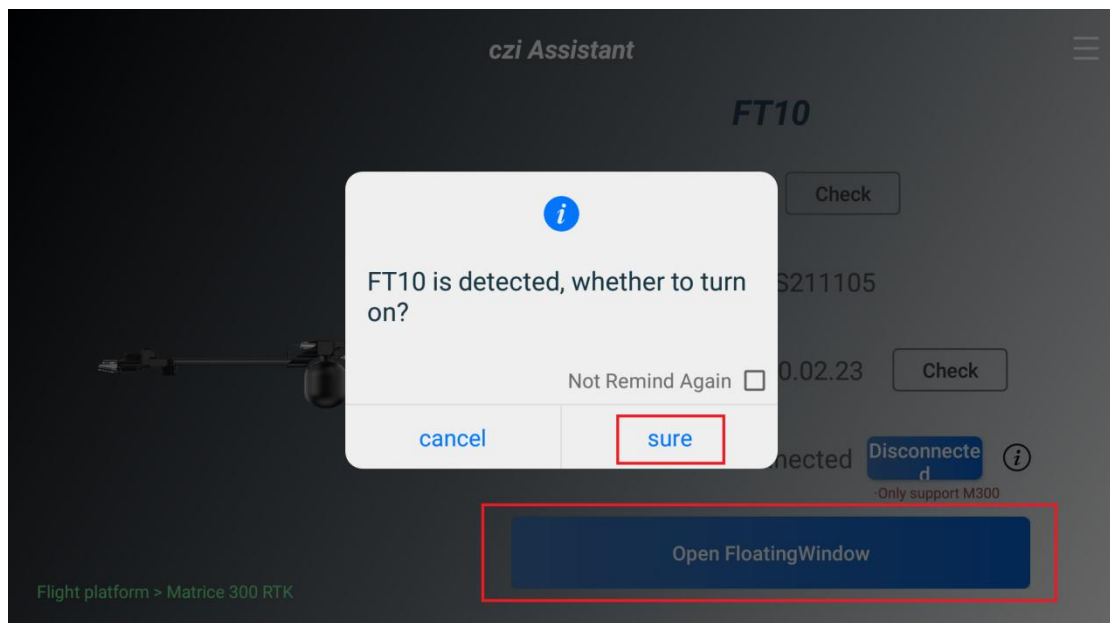 czi Assistant
FT10
Check
FT10 is detected, whether to turn
on?
S211105
Not Remind Again
0.02.23
Check
cancel
sure
nected
Disconnecte
d
·Only support M300
Open FloatingWindow
Flight platform > Matrice 300 RTK